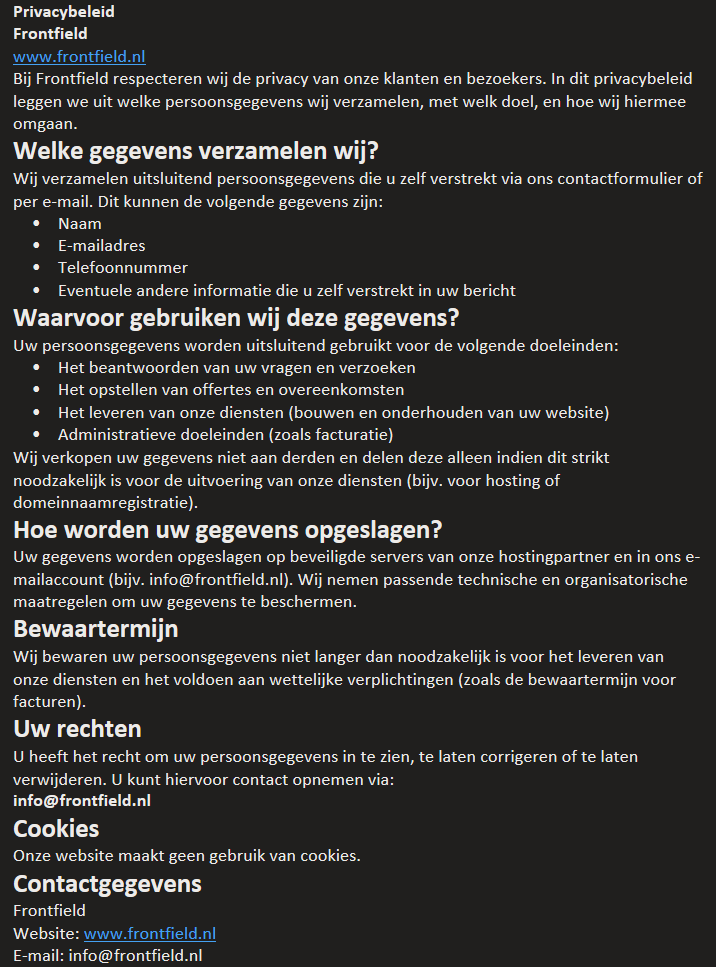 Privacybeleid
Frontfield
www.frontfield.nl
Bij Frontfield respecteren wij de privacy van onze klanten en bezoekers. In dit privacybeleid
leggen we uit welke persoonsgegevens wij verzamelen, met welk doel, en hoe wij hiermee
omgaan.
Welke gegevens verzamelen wij?
Wij verzamelen uitsluitend persoonsgegevens die u zelf verstrekt via ons contactformulier of
per e-mail. Dit kunnen de volgende gegevens zijn:
• Naam
• E-mailadres
• Telefoonnummer
• Eventuele andere informatie die u zelf verstrekt in uw bericht
Waarvoor gebruiken wij deze gegevens?
Uw persoonsgegevens worden uitsluitend gebruikt voor de volgende doeleinden:
• Het beantwoorden van uw vragen en verzoeken
• Het opstellen van offertes en overeenkomsten
• Het leveren van onze diensten (bouwen en onderhouden van uw website)
• Administratieve doeleinden (zoals facturatie)
Wij verkopen uw gegevens niet aan derden en delen deze alleen indien dit strikt
noodzakelijk is voor de uitvoering van onze diensten (bijv. voor hosting of
domeinnaamregistratie).
Hoe worden uw gegevens opgeslagen?
Uw gegevens worden opgeslagen op beveiligde servers van onze hostingpartner en in ons e-
mailaccount (bijv. info@frontfield.nl). Wij nemen passende technische en organisatorische
maatregelen om uw gegevens te beschermen.
Bewaartermijn
Wij bewaren uw persoonsgegevens niet langer dan noodzakelijk is voor het leveren van
onze diensten en het voldoen aan wettelijke verplichtingen (zoals de bewaartermijn voor
facturen).
Uw rechten
U heeft het recht om uw persoonsgegevens in te zien, te laten corrigeren of te laten
verwijderen. U kunt hiervoor contact opnemen via:
info@frontfield.nl
Cookies
Onze website maakt geen gebruik van cookies.
Contactgegevens
Frontfield
Website: www.frontfield.nl
E-mail: info@frontfield.nl